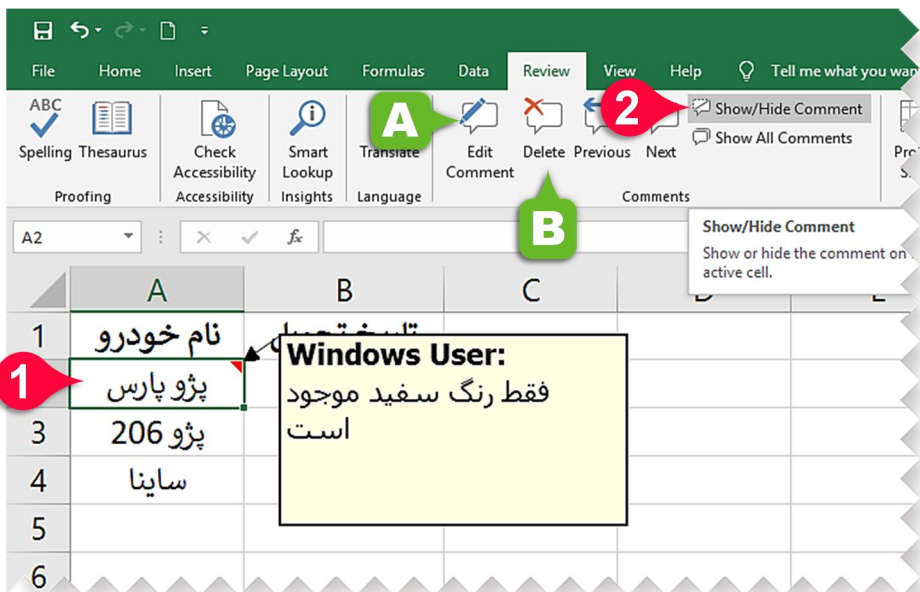 File Home Insert Page Layout Formulas Data Review View Help Tell me what you wan
ABC
Spelling Thesaurus Check Accessibility Smart Lookup Translate Edit Comment Delete Previous Next
Show/Hide Comment
Show All Comments
Proofing Accessibility Insights Language Comments
A
B
2
A2 fx
Show/Hide Comment
Show or hide the comment on
active cell.
A B C
1 نام خودرو
Windows User:
فقط رنگ سفید موجود
است
1
پژو پارس
3 پژو 206
4 ساینا
5
6